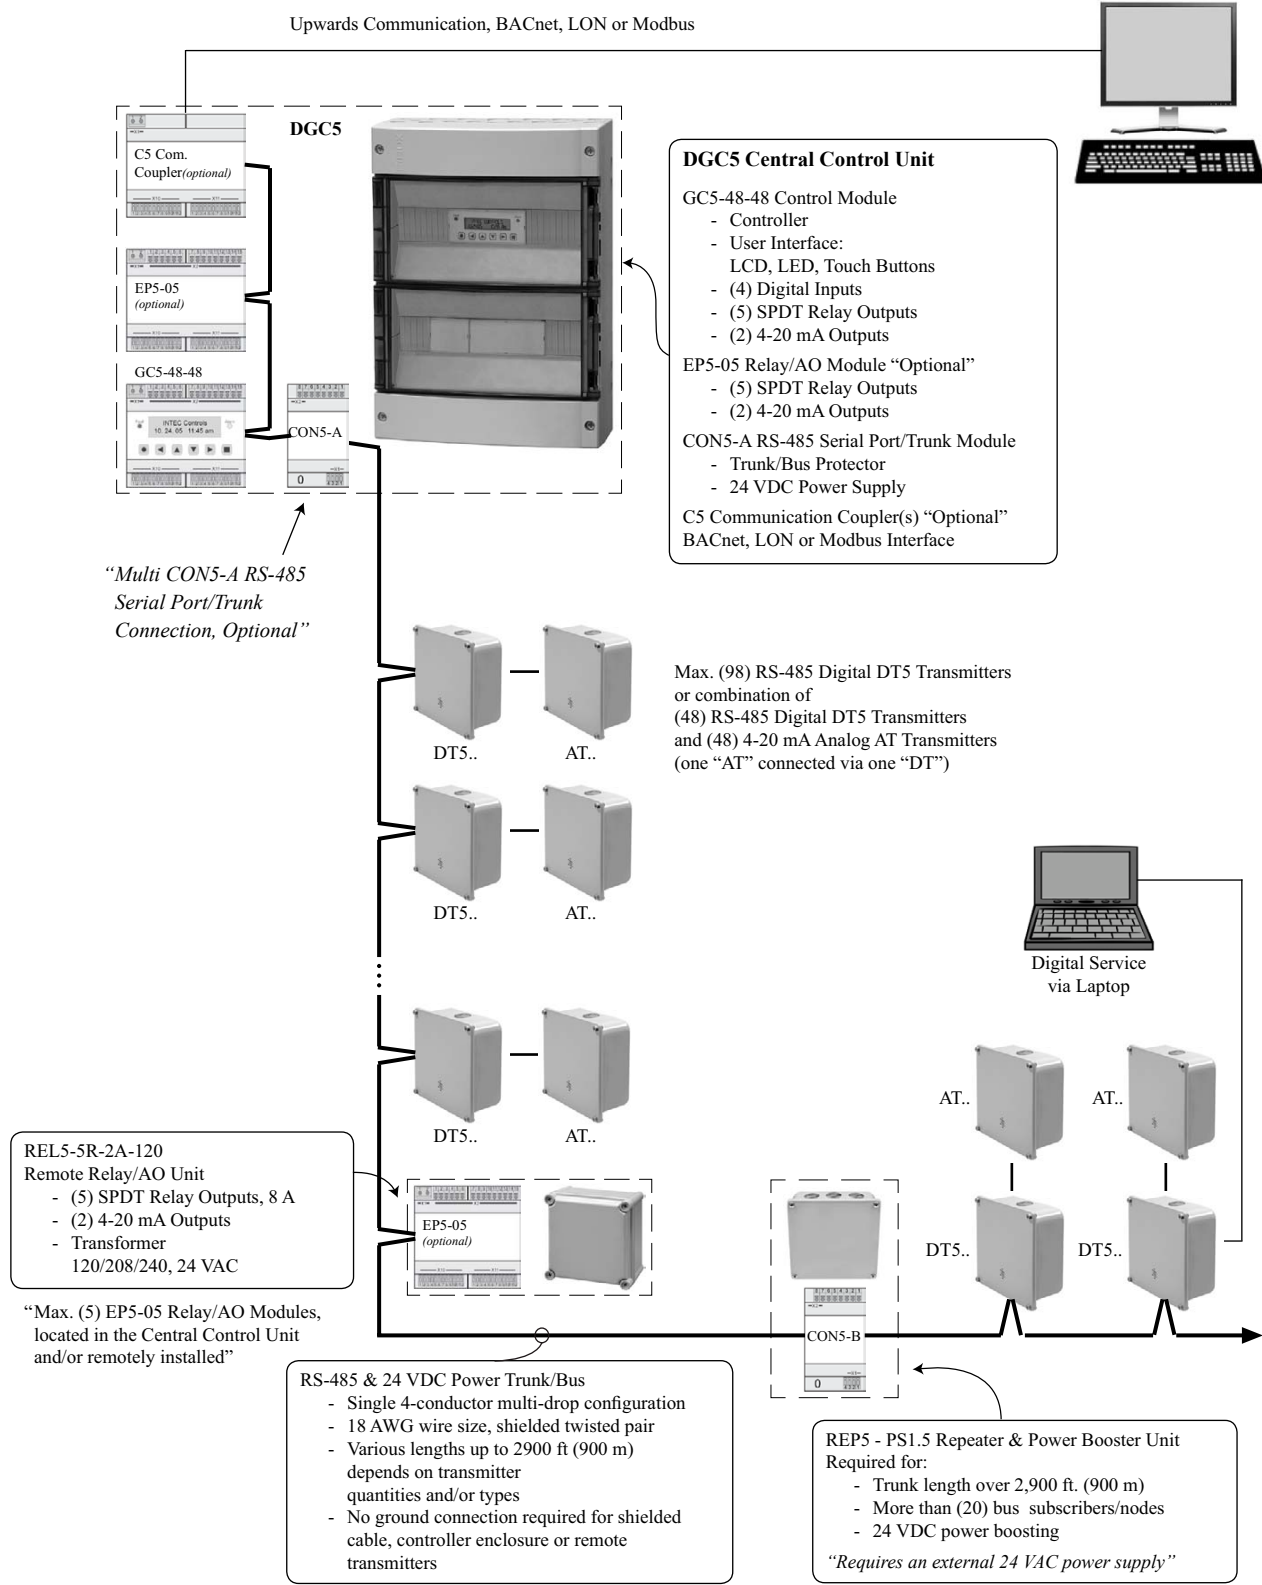 Upwards Communication, BACnet, LON or Modbus
DGC5
C5 Com.
Coupler(optional)
EP5-05
(optional)
GC5-48-48
INTEC Controls
10. 24. 05   11:45 am
CON5-A
0
DGC5 Central Control Unit
GC5-48-48 Control Module
- Controller
- User Interface:
LCD, LED, Touch Buttons
- (4) Digital Inputs
- (5) SPDT Relay Outputs
- (2) 4-20 mA Outputs
EP5-05 Relay/AO Module “Optional”
- (5) SPDT Relay Outputs
- (2) 4-20 mA Outputs
CON5-A RS-485 Serial Port/Trunk Module
- Trunk/Bus Protector
- 24 VDC Power Supply
C5 Communication Coupler(s) “Optional”
BACnet, LON or Modbus Interface
“Multi CON5-A RS-485
Serial Port/Trunk
Connection, Optional”
DT5..
AT..
Max. (98) RS-485 Digital DT5 Transmitters
or combination of
(48) RS-485 Digital DT5 Transmitters
and (48) 4-20 mA Analog AT Transmitters
(one “AT” connected via one “DT”)
DT5..
AT..
Digital Service
via Laptop
DT5..
AT..
AT..
AT..
DT5..
DT5..
REL5-5R-2A-120
Remote Relay/AO Unit
- (5) SPDT Relay Outputs, 8 A
- (2) 4-20 mA Outputs
- Transformer
120/208/240, 24 VAC
EP5-05
(optional)
“Max. (5) EP5-05 Relay/AO Modules,
located in the Central Control Unit
and/or remotely installed”
CON5-B
0
RS-485 & 24 VDC Power Trunk/Bus
- Single 4-conductor multi-drop configuration
- 18 AWG wire size, shielded twisted pair
- Various lengths up to 2900 ft (900 m)
depends on transmitter
quantities and/or types
- No ground connection required for shielded
cable, controller enclosure or remote
transmitters
REP5 - PS1.5 Repeater & Power Booster Unit
Required for:
- Trunk length over 2,900 ft. (900 m)
- More than (20) bus subscribers/nodes
- 24 VDC power boosting
“Requires an external 24 VAC power supply”